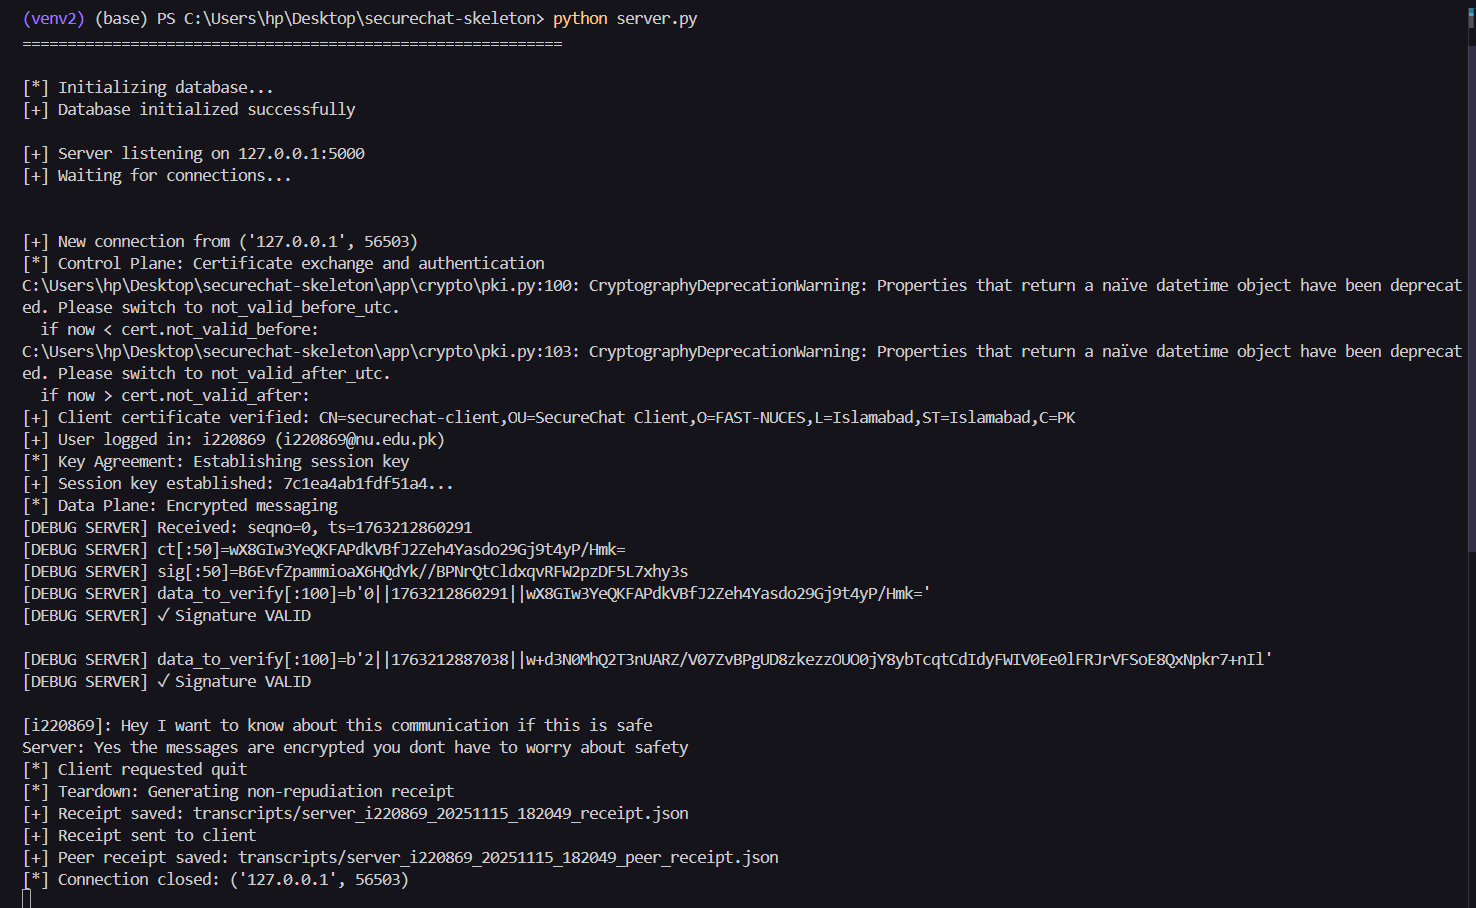 (venv2) (base) PS C:\Users\hp\Desktop\securechat-skeleton> python server.py
============================================================
[*] Initializing database...
[+] Database initialized successfully
[+] Server listening on 127.0.0.1:5000
[+] Waiting for connections...
[+] New connection from ('127.0.0.1', 56503)
[*] Control Plane: Certificate exchange and authentication
C:\Users\hp\Desktop\securechat-skeleton\app\crypto\pki.py:100: CryptographyDeprecationWarning: Properties that return a naïve datetime object have been deprecat
ed. Please switch to not_valid_before_utc.
  if now < cert.not_valid_before:
C:\Users\hp\Desktop\securechat-skeleton\app\crypto\pki.py:103: CryptographyDeprecationWarning: Properties that return a naïve datetime object have been deprecat
ed. Please switch to not_valid_after_utc.
  if now > cert.not_valid_after:
[+] Client certificate verified: CN=securechat-client,OU=SecureChat Client,O=FAST-NUCES,L=Islamabad,ST=Islamabad,C=PK
[+] User logged in: i220869 (i220869@nu.edu.pk)
[*] Key Agreement: Establishing session key
[+] Session key established: 7c1ea4ab1fdf51a4...
[*] Data Plane: Encrypted messaging
[DEBUG SERVER] Received: seqno=0, ts=1763212860291
[DEBUG SERVER] ct[:50]=wX8GIw3YeQKFAPdkVBfJ2Zeh4Yasdo29Gj9t4yP/Hmk=
[DEBUG SERVER] sig[:50]=B6EvfZpammioaX6HQdYk//BPNrQtCldxqvRFW2pzDF5L7xhy3s
[DEBUG SERVER] data_to_verify[:100]=b'0||1763212860291||wX8GIw3YeQKFAPdkVBfJ2Zeh4Yasdo29Gj9t4yP/Hmk='
[DEBUG SERVER] ✓ Signature VALID
[DEBUG SERVER] data_to_verify[:100]=b'2||1763212887038||w+d3N0MhQ2T3nUARZ/V07ZvBPgUD8zkezzOUO0jY8ybTcqtCdIdyFWIV0Ee0lFRJrVFSoE8QxNpkr7+nIl'
[DEBUG SERVER] ✓ Signature VALID
[i220869]: Hey I want to know about this communication if this is safe
Server: Yes the messages are encrypted you dont have to worry about safety
[*] Client requested quit
[*] Teardown: Generating non-repudiation receipt
[+] Receipt saved: transcripts/server_i220869_20251115_182049_receipt.json
[+] Receipt sent to client
[+] Peer receipt saved: transcripts/server_i220869_20251115_182049_peer_receipt.json
[*] Connection closed: ('127.0.0.1', 56503)